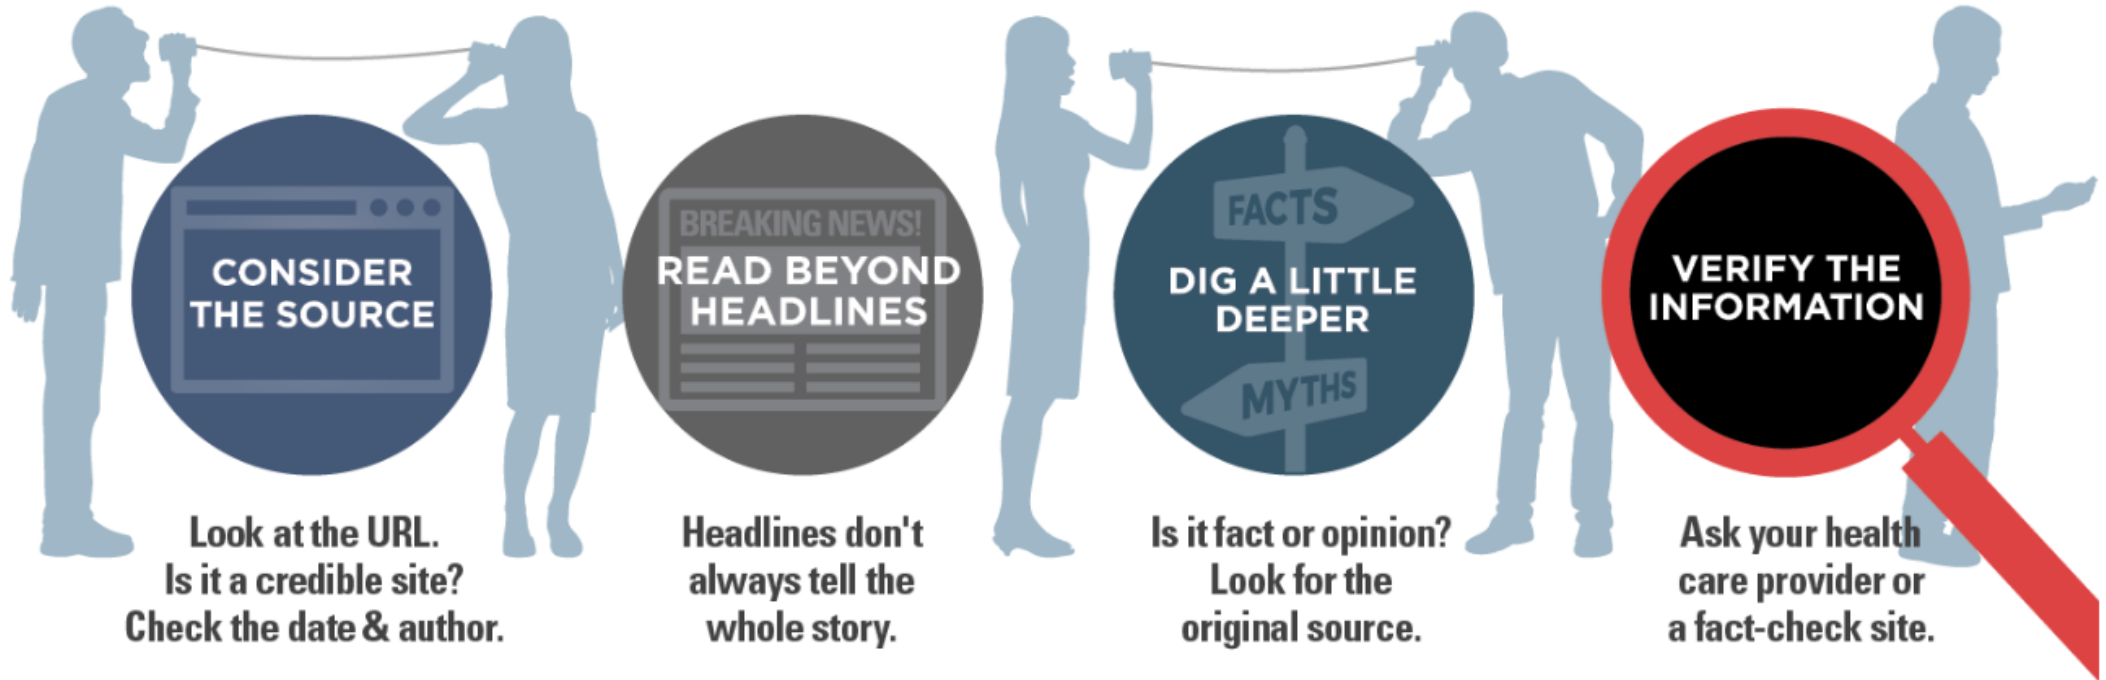 CONSIDER
THE SOURCE
Look at the URL.
Is it a credible site?
Check the date & author.
BREAKING NEWS!
READ BEYOND
HEADLINES
Headlines don't
always tell the
whole story.
FACTS
DIG A LITTLE
DEEPER
MYTHS
Is it fact or opinion?
Look for the
original source.
VERIFY THE
INFORMATION
Ask your health
care provider or
a fact-check site.